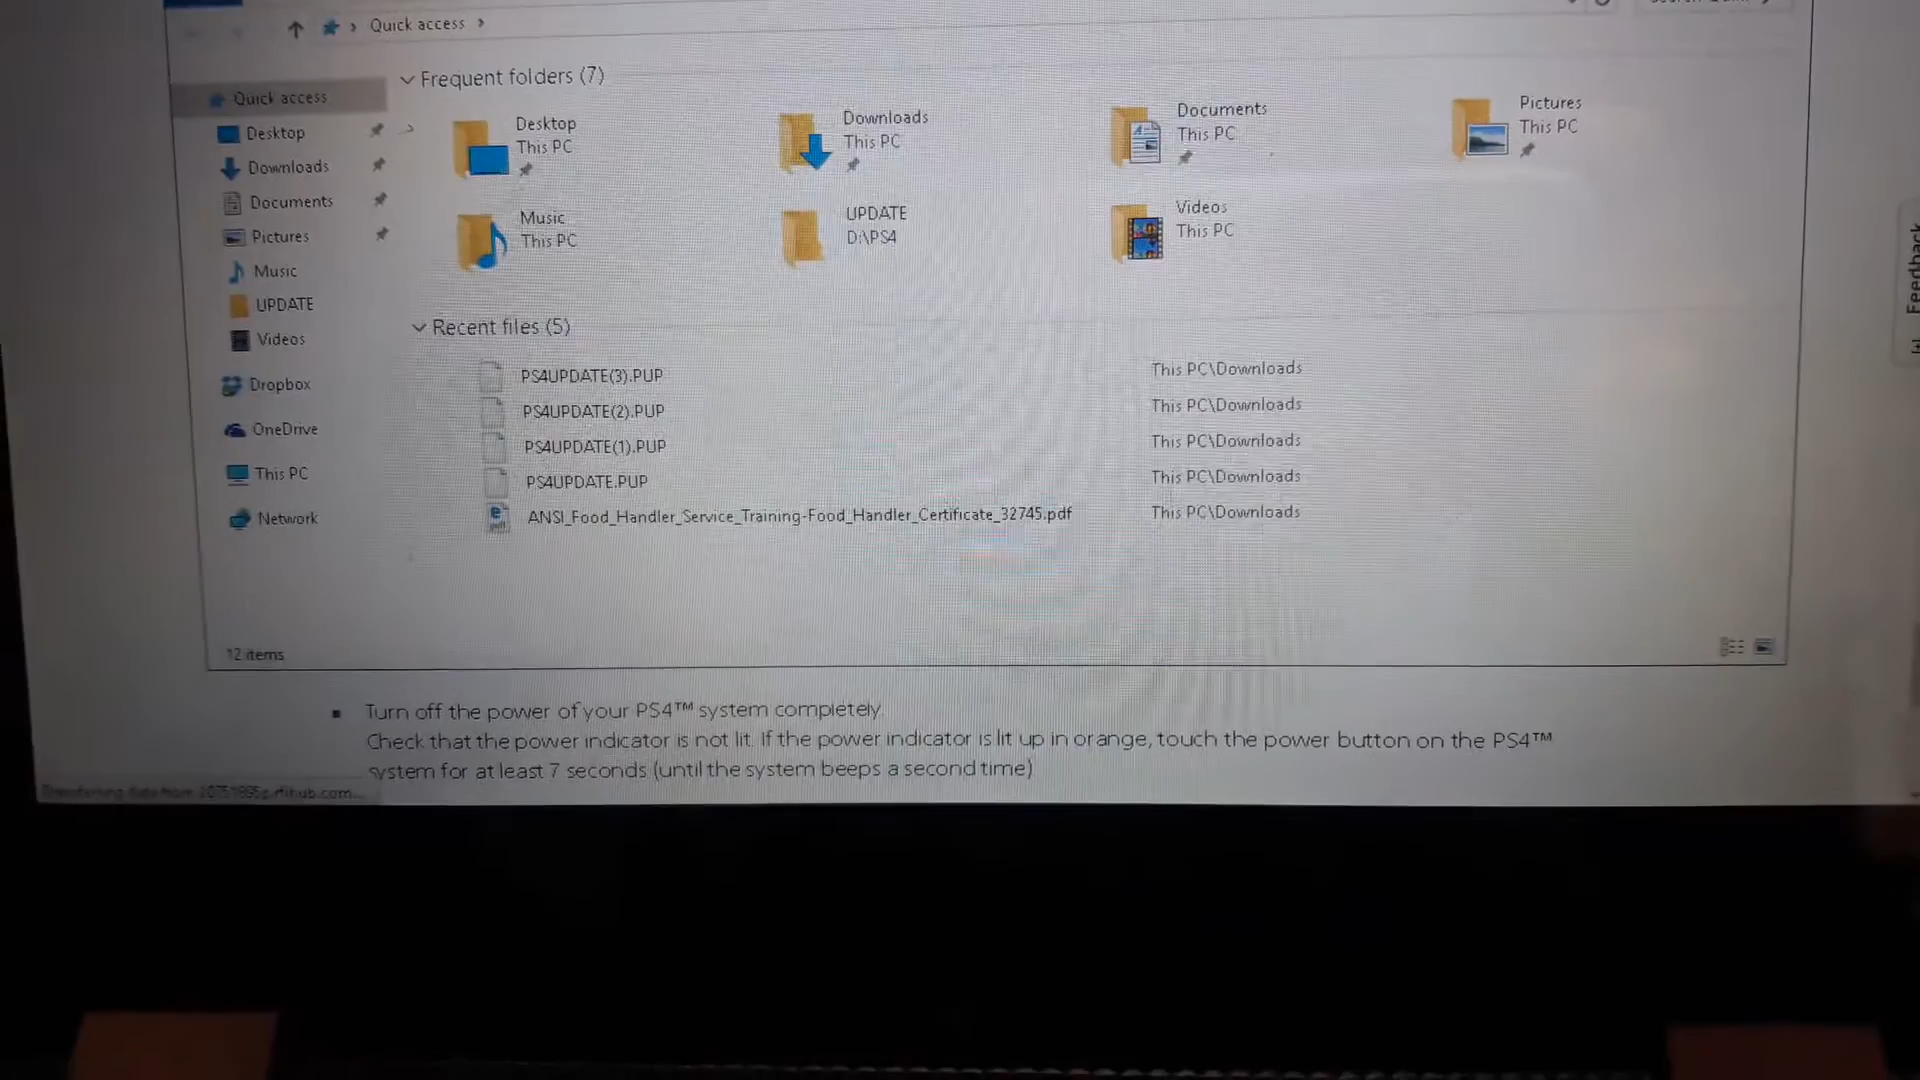 Quick access
Frequent folders (7)
Quick access
Desktop
Downloads
Documents
Pictures
Music
UPDATE
Videos
Dropbox
OneDrive
This PC
Network
Desktop
This PC
Downloads
This PC
Documents
This PC
Pictures
This PC
Music
This PC
UPDATE
D:\PS4
Videos
This PC
Recent files (5)
PS4UPDATE(3).PUP This PC\Downloads
PS4UPDATE(2).PUP This PC\Downloads
PS4UPDATE(1).PUP This PC\Downloads
PS4UPDATE.PUP This PC\Downloads
ANSI_Food_Handler_Service_Training-Food_Handler_Certificate_32745.pdf This PC\Downloads
12 items
Feedback
Turn off the power of your PS4™ system completely.
Check that the power indicator is not lit. If the power indicator is lit up in orange, touch the power button on the PS4™
system for at least 7 seconds (until the system beeps a second time)